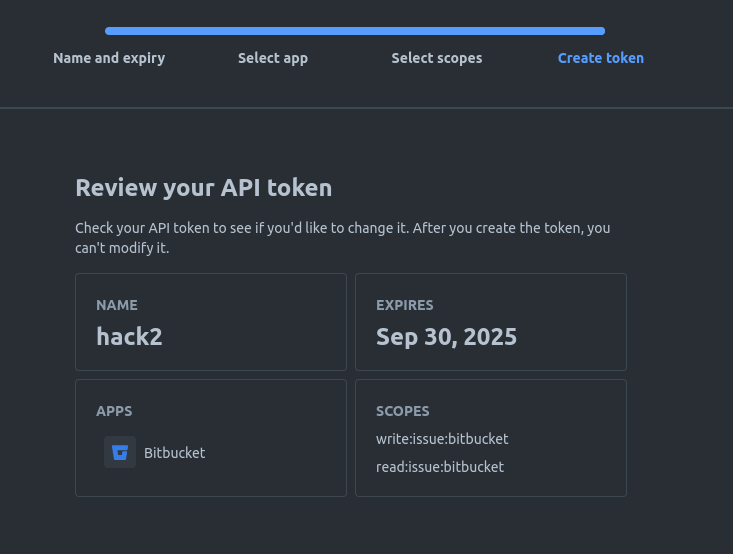 Name and expiry
Select app
Select scopes
Create token
Review your API token
Check your API token to see if you'd like to change it. After you create the token, you
can't modify it.
NAME
hack2
EXPIRES
Sep 30, 2025
APPS
Bitbucket
SCOPES
write:issue:bitbucket
read:issue:bitbucket